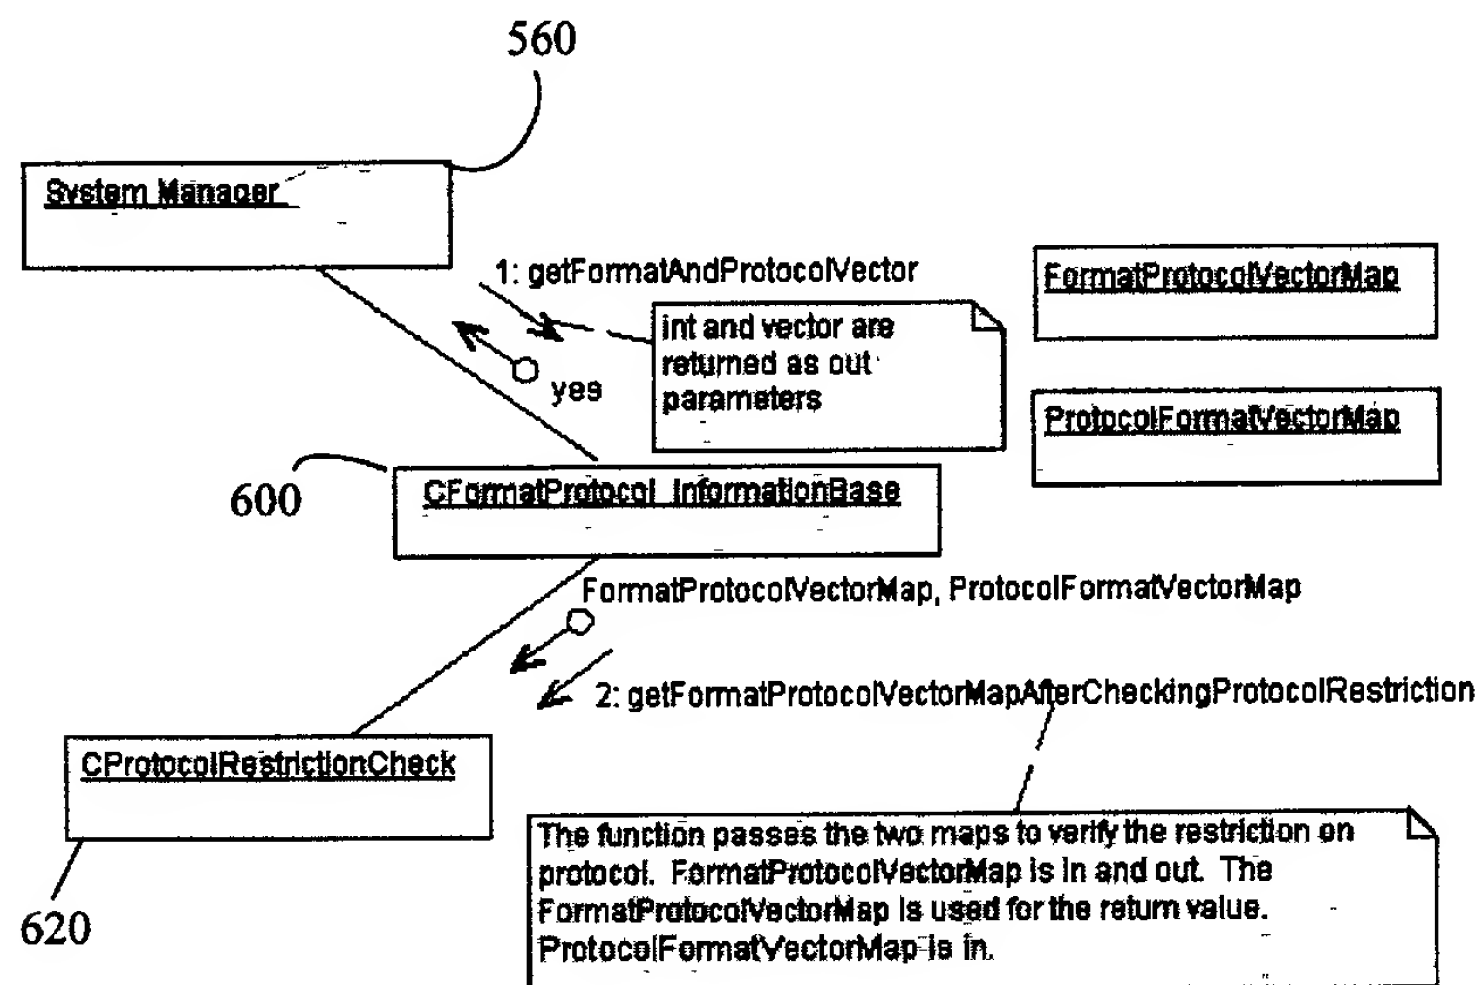 560
System Manager
1: getFormatAndProtocolVector
FormatProtocolVectorMap
int and vector are
returned as out
parameters
yes
ProtocolFormatVectorMap
600
CFormatProtocol_InformationBase
FormatProtocolVectorMap, ProtocolFormatVectorMap
2: getFormatProtocolVectorMapAfterCheckingProtocolRestriction
CProtocolRestrictionCheck
620
The function passes the two maps to verify the restriction on
protocol. FormatProtocolVectorMap is in and out. The
FormatProtocolVectorMap is used for the return value.
ProtocolFormatVectorMap is in.